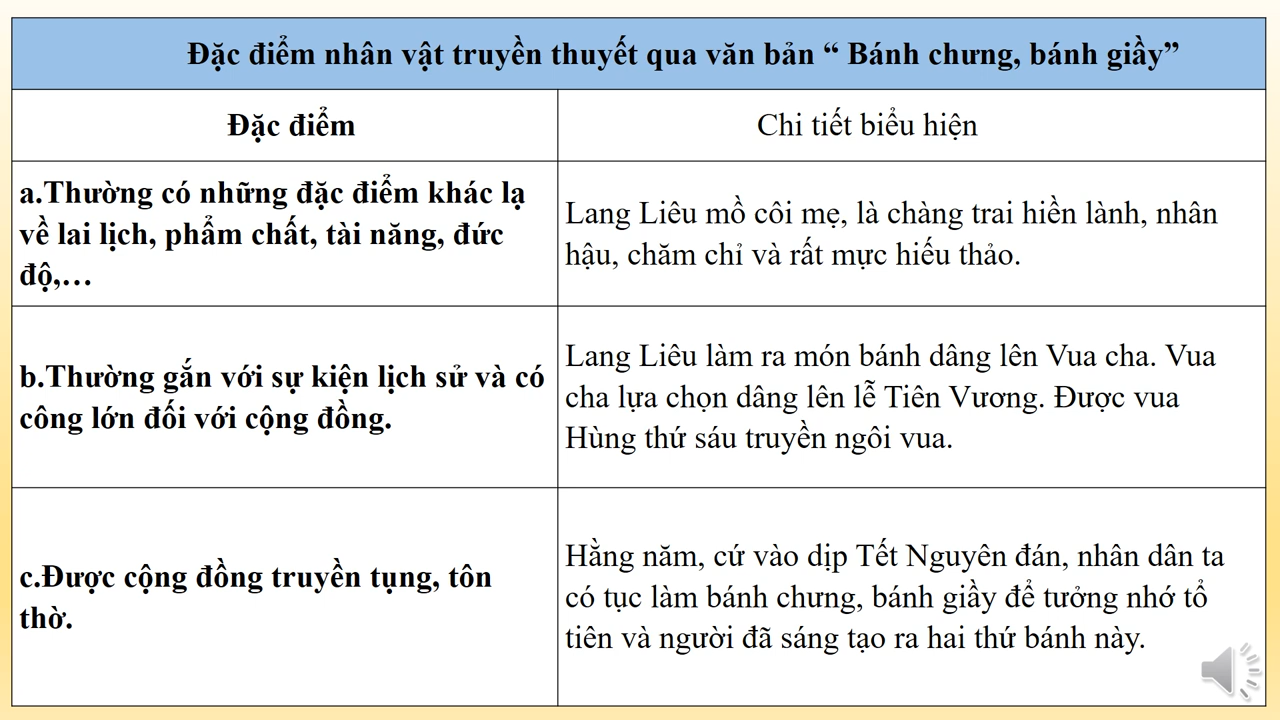 Đặc điểm nhân vật truyền thuyết qua văn bản “ Bánh chưng, bánh giầy”
Đặc điểm
Chi tiết biểu hiện
a.Thường có những đặc điểm khác lạ
về lai lịch, phẩm chất, tài năng, đức
độ,…
Lang Liêu mồ côi mẹ, là chàng trai hiền lành, nhân
hậu, chăm chỉ và rất mực hiếu thảo.
b.Thường gắn với sự kiện lịch sử và có
công lớn đối với cộng đồng.
Lang Liêu làm ra món bánh dâng lên Vua cha. Vua
cha lựa chọn dâng lên lễ Tiên Vương. Được vua
Hùng thứ sáu truyền ngôi vua.
c.Được cộng đồng truyền tụng, tôn
thờ.
Hằng năm, cứ vào dịp Tết Nguyên đán, nhân dân ta
có tục làm bánh chưng, bánh giầy để tưởng nhớ tổ
tiên và người đã sáng tạo ra hai thứ bánh này.